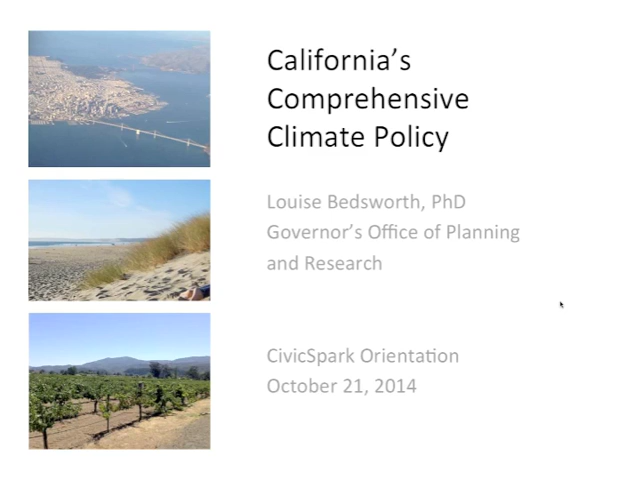 California’s
Comprehensive
Climate Policy
Louise Bedsworth, PhD
Governor’s Office of Planning
and Research
CivicSpark Orientation
October 21, 2014